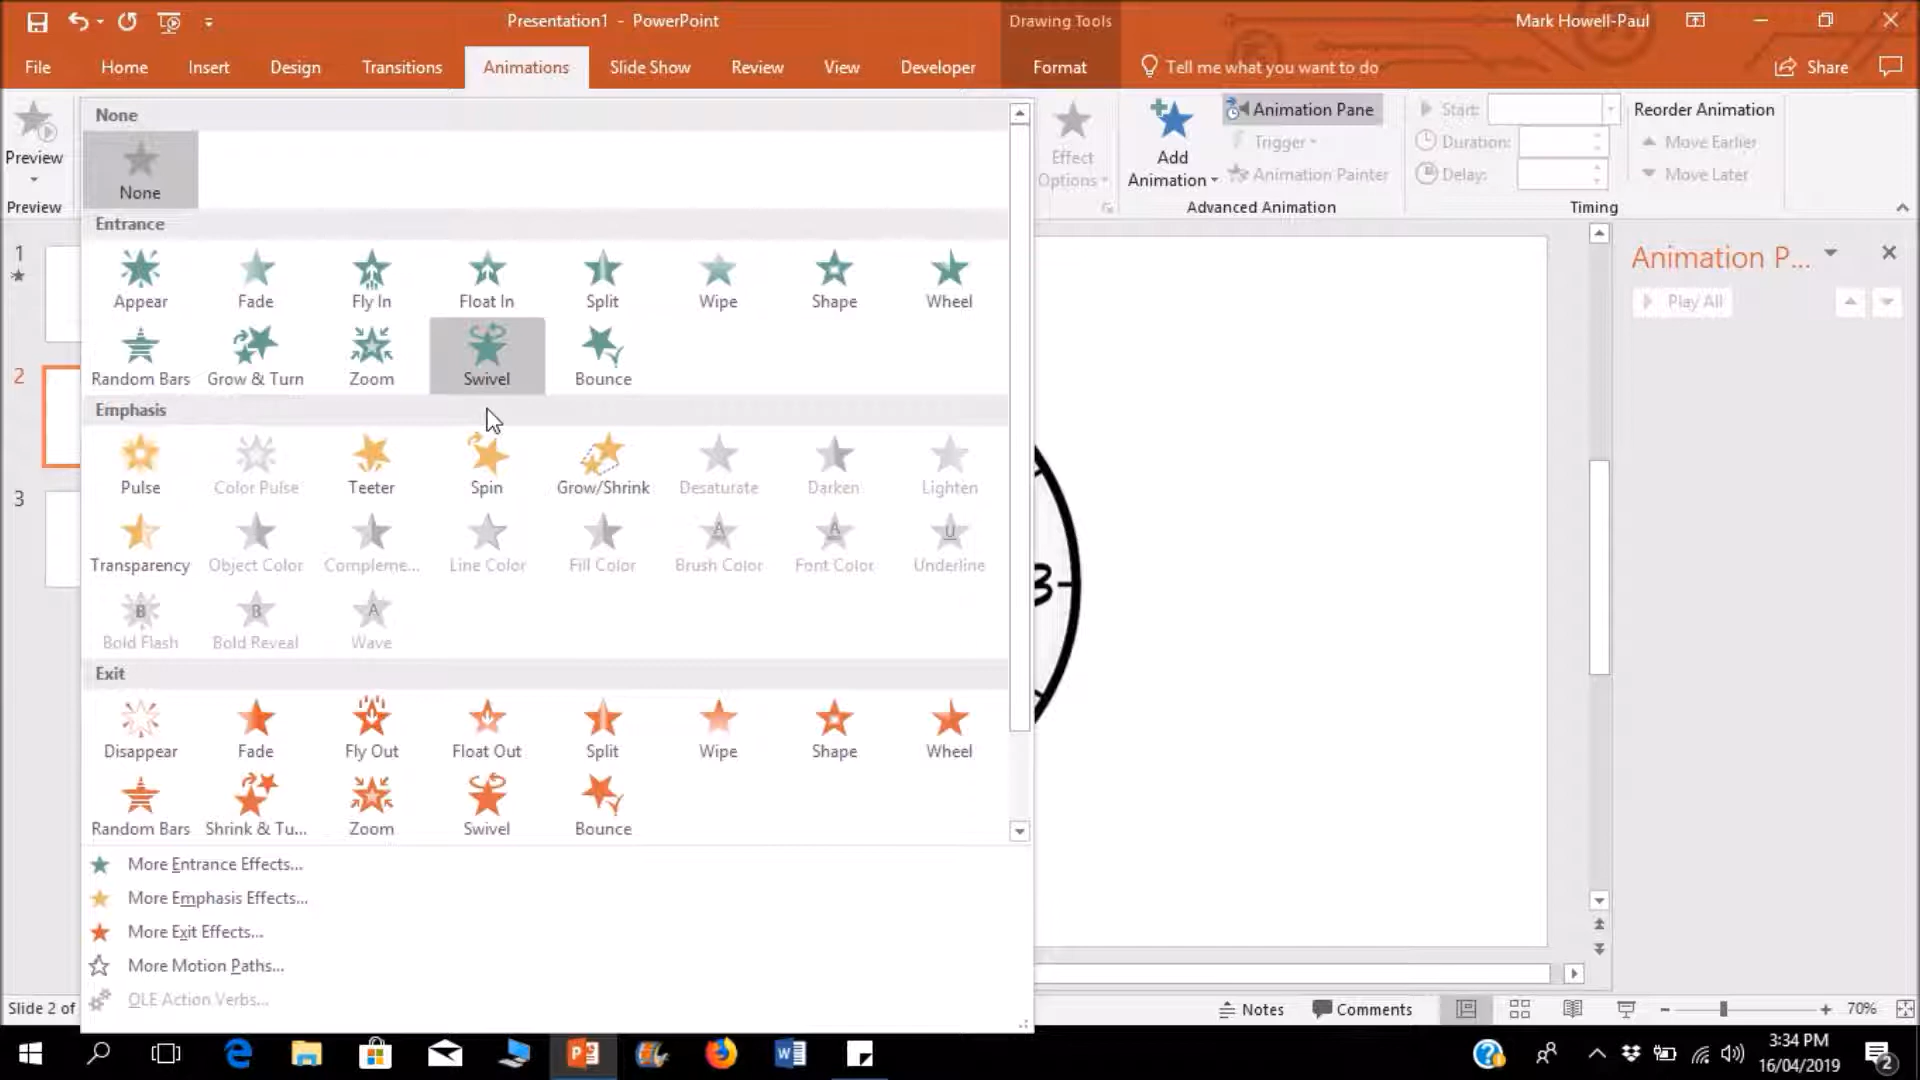 Presentation1 - PowerPoint
Drawing Tools
Mark Howell-Paul
File Home Insert Design Transitions Animations Slide Show Review View Developer Format Tell me what you want to do Share
Preview
Preview
None
None
Entrance
Appear Fade Fly In Float In Split Wipe Shape Wheel
Random Bars Grow & Turn Zoom Swivel Bounce
Emphasis
Pulse Color Pulse Teeter Spin Grow/Shrink Desaturate Darken Lighten
Transparency Object Color Compleme... Line Color Fill Color Brush Color Font Color Underline
Bold Flash Bold Reveal Wave
Exit
Disappear Fade Fly Out Float Out Split Wipe Shape Wheel
Random Bars Shrink & Tu... Zoom Swivel Bounce
More Entrance Effects...
More Emphasis Effects...
More Exit Effects...
More Motion Paths...
OLE Action Verbs...
Effect
Options
Add
Animation
Animation Pane
Trigger
Animation Painter
Advanced Animation
Start:
Duration:
Delay:
Timing
Reorder Animation
Move Earlier
Move Later
1
2
3
3
Animation P...
Play All
Slide 2 of
Notes Comments 70%
3:34 PM
16/04/2019
2